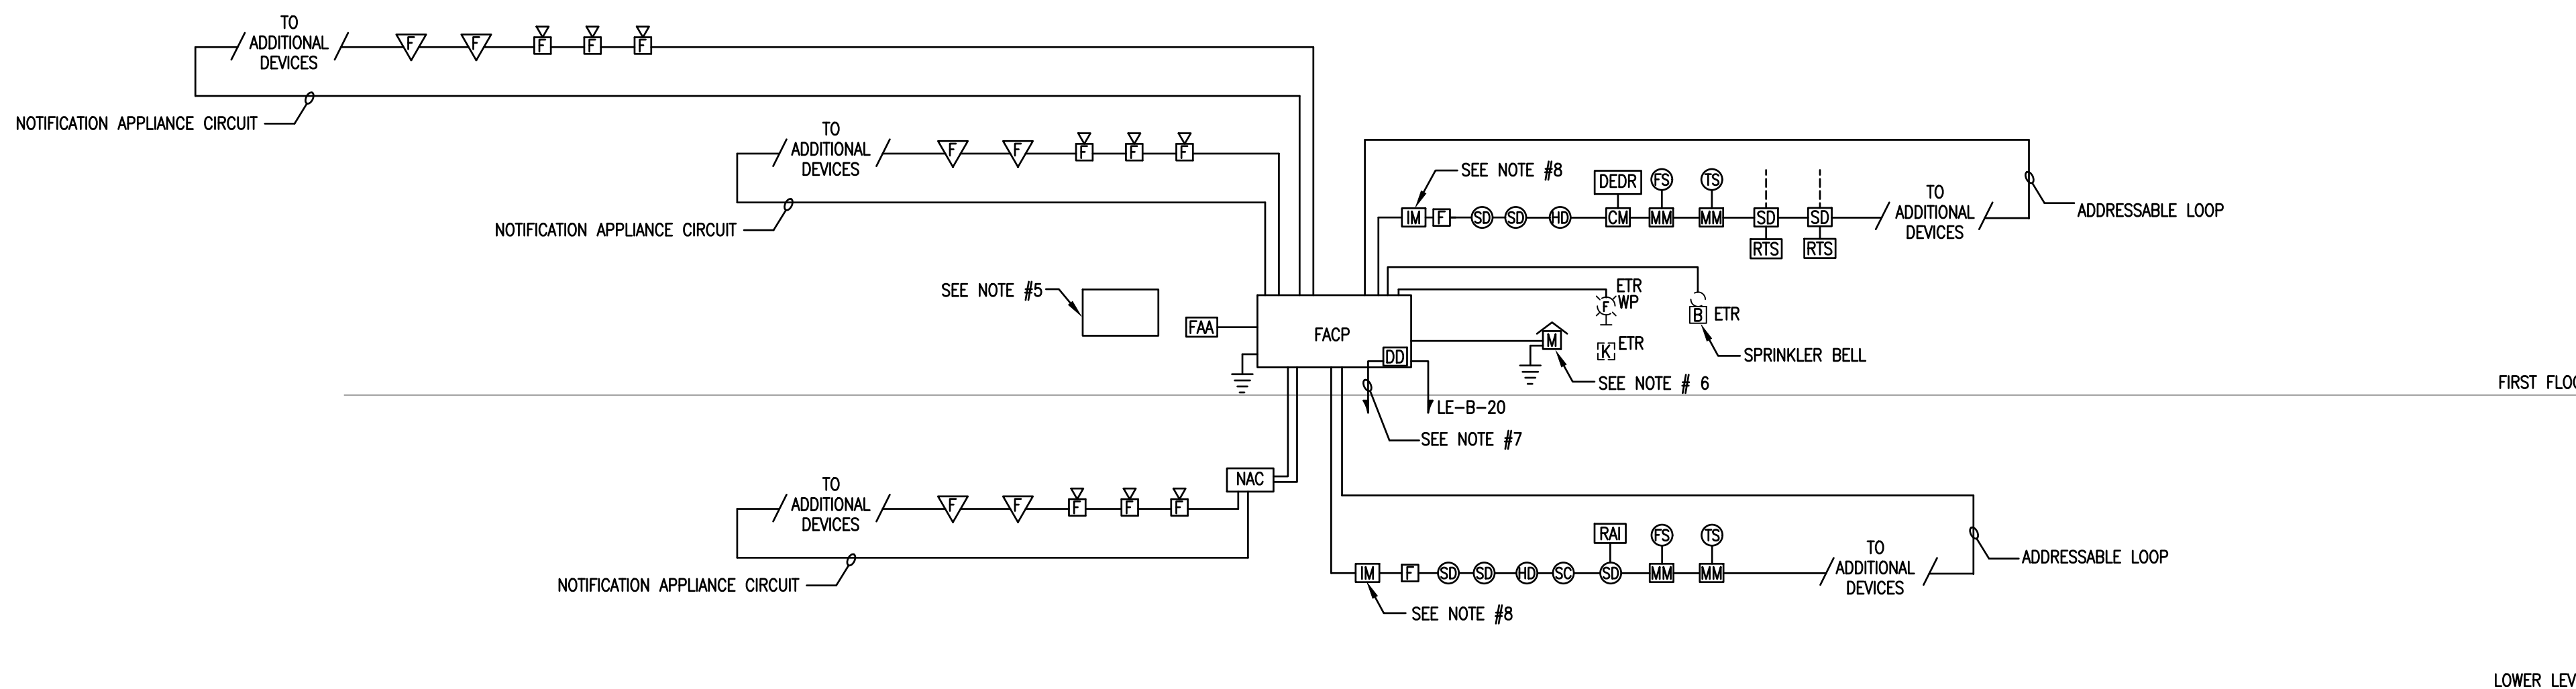 TO
ADDITIONAL
DEVICES
F
F
F
F
F
NOTIFICATION APPLIANCE CIRCUIT
TO
ADDITIONAL
DEVICES
F
F
F
F
F
NOTIFICATION APPLIANCE CIRCUIT
SEE NOTE #8
DEDR
FS
TS
IM
F
SD
SD
HD
CM
MM
MM
SD
SD
RTS
RTS
TO
ADDITIONAL
DEVICES
ADDRESSABLE LOOP
SEE NOTE #5
FAA
FACP
DD
ETR
F
WP
K
ETR
B
ETR
SPRINKLER BELL
M
SEE NOTE # 6
FIRST FLOO
LE-B-20
SEE NOTE #7
NAC
TO
ADDITIONAL
DEVICES
F
F
F
F
F
NOTIFICATION APPLIANCE CIRCUIT
RAI
FS
TS
IM
F
SD
SD
HD
SC
SD
MM
MM
TO
ADDITIONAL
DEVICES
ADDRESSABLE LOOP
SEE NOTE #8
LOWER LEV